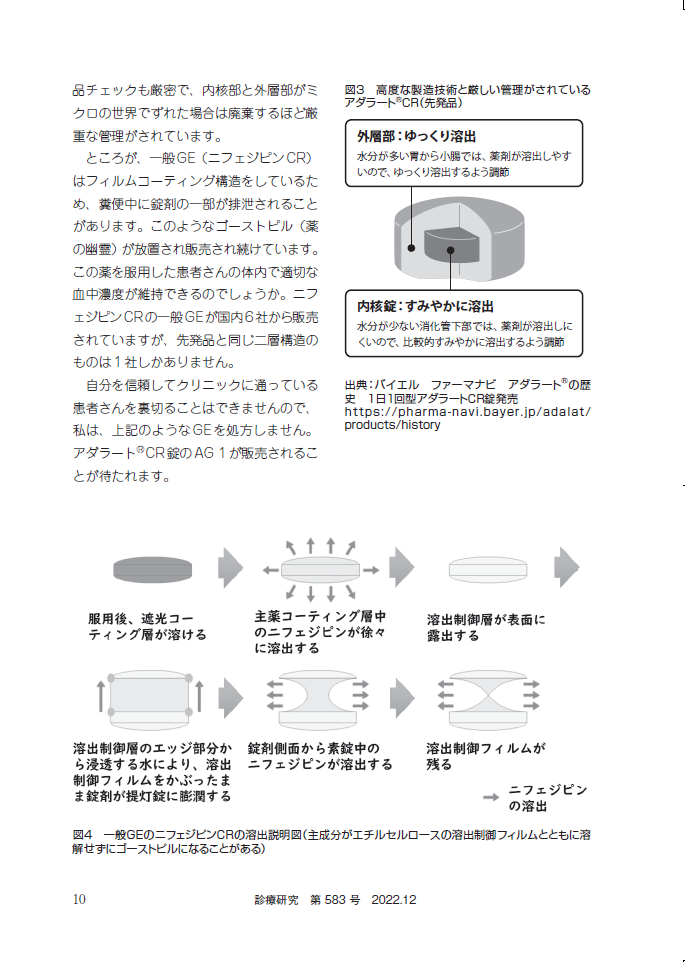 品チェックも厳密で、内核部と外層部がミ
クロの世界でずれた場合は廃棄するほど厳
重な管理がされています。
　ところが、一般GE（ニフェジピンCR）
はフィルムコーティング構造をしているた
め、糞便中に錠剤の一部が排泄されること
があります。このようなゴーストピル（薬
の幽霊）が放置され販売され続けています。
この薬を服用した患者さんの体内で適切な
血中濃度が維持できるのでしょうか。ニフ
ェジピンCRの一般GEが国内6社から販売
されていますが、先発品と同じ二層構造の
ものは1社しかありません。
　自分を信頼してクリニックに通っている
患者さんを裏切ることはできませんので、
私は、上記のようなGEを処方しません。
アダラート®CR錠のAG1が販売されるこ
とが待たれます。
図3　高度な製造技術と厳しい管理がされている
アダラート®CR（先発品）
外層部：ゆっくり溶出
水分が多い胃から小腸では、薬剤が溶出しやす
いので、ゆっくり溶出するよう調節
内核錠：すみやかに溶出
水分が少ない消化管下部では、薬剤が溶出しに
くいので、比較的すみやかに溶出するよう調節
出典：バイエル　ファーマナビ　アダラート®の歴
史　1日1回型アダラートCR錠発売
https://pharma-navi.bayer.jp/adalat/
products/history
服用後、遮光コー
ティング層が溶ける
主薬コーティング層中
のニフェジピンが徐々
に溶出する
溶出制御層が表面に
露出する
溶出制御層のエッジ部分か
ら浸透する水により、溶出
制御フィルムをかぶったま
ま錠剤が提灯錠に膨潤する
錠剤側面から素錠中の
ニフェジピンが溶出する
溶出制御フィルムが
残る
ニフェジピン
の溶出
図4　一般GEのニフェジピンCRの溶出説明図（主成分がエチルセルロースの溶出制御フィルムとともに溶
解せずにゴーストピルになることがある）
10
診療研究　第 583 号　2022.12